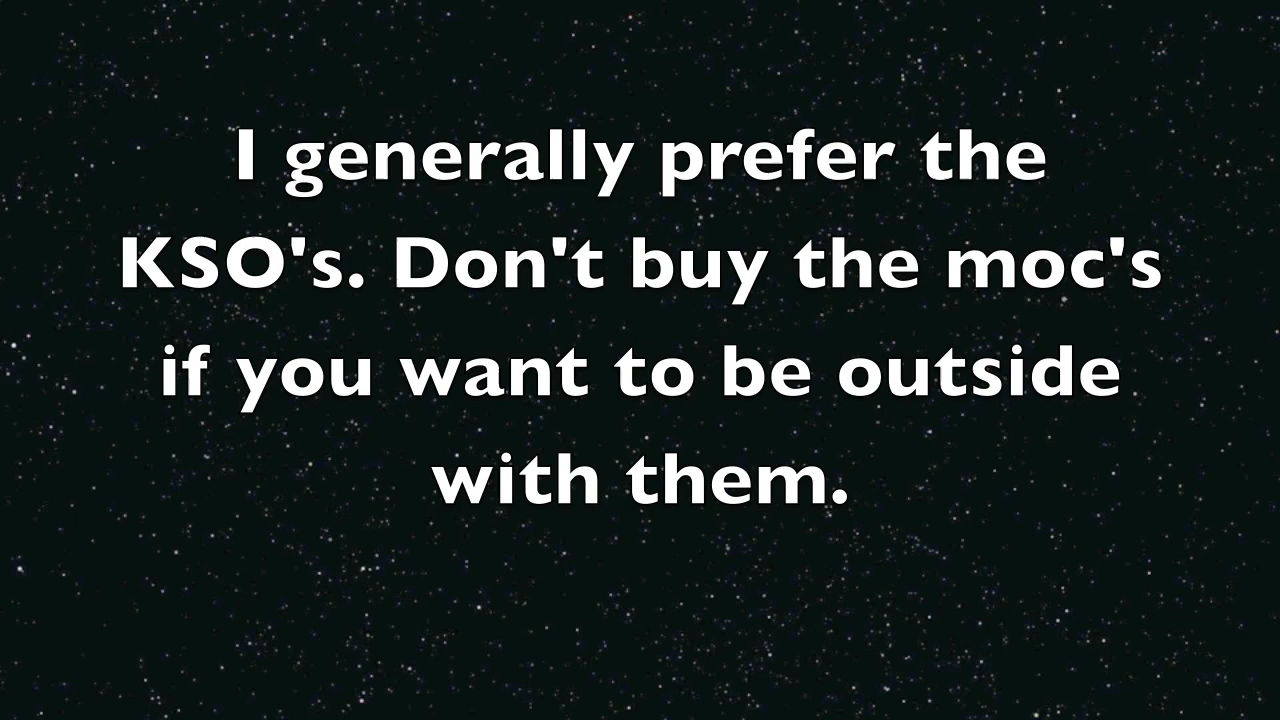 I generally prefer the
KSO's. Don't buy the moc's
if you want to be outside
with them.